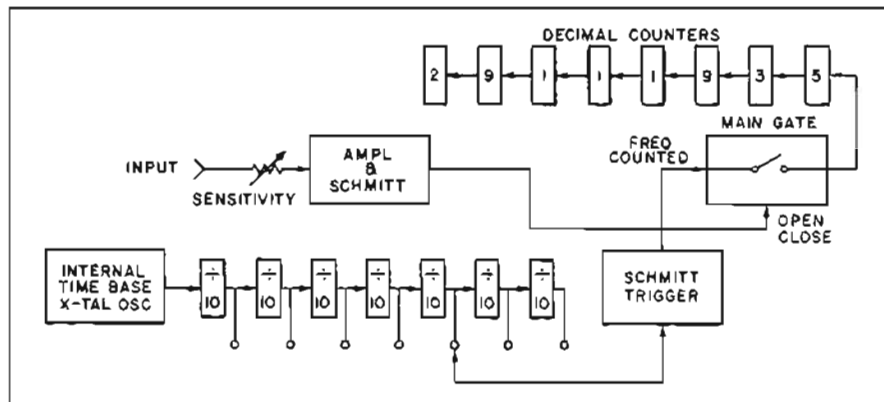 DECIMAL COUNTERS
2 9 1 1 1 9 3 5
MAIN GATE
FREQ
COUNTED
INPUT
SENSITIVITY
AMPL
&
SCHMITT
OPEN
CLOSE
INTERNAL
TIME BASE
X-TAL OSC
÷
10
÷
10
÷
10
÷
10
÷
10
÷
10
÷
10
SCHMITT
TRIGGER